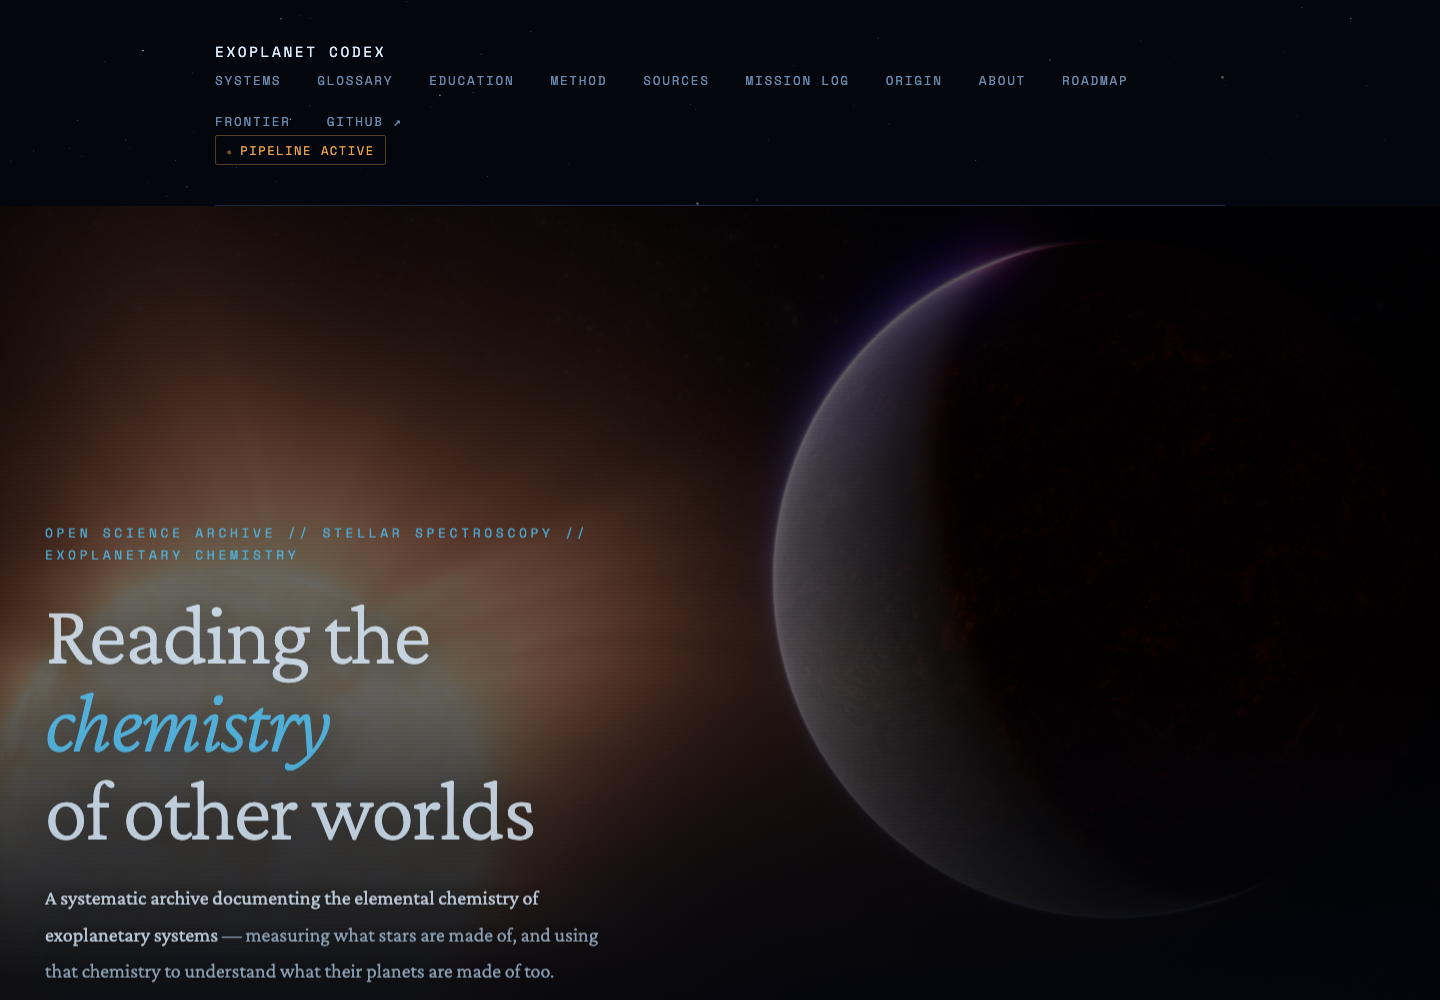 EXOPLANET CODEX
SYSTEMS GLOSSARY EDUCATION METHOD SOURCES MISSION LOG ORIGIN ABOUT ROADMAP
FRONTIER GITHUB ↗
PIPELINE ACTIVE
OPEN SCIENCE ARCHIVE // STELLAR SPECTROSCOPY //
EXOPLANETARY CHEMISTRY
Reading the
chemistry
of other worlds
A systematic archive documenting the elemental chemistry of
exoplanetary systems — measuring what stars are made of, and using
that chemistry to understand what their planets are made of too.